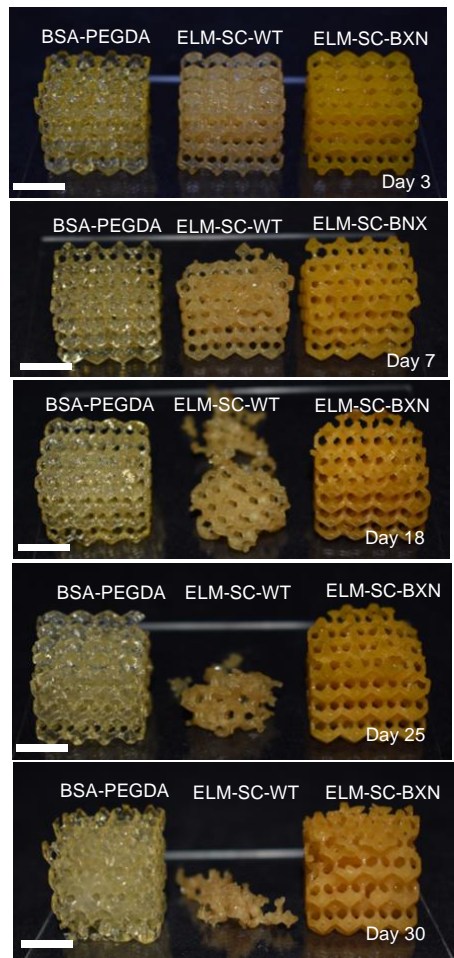 BSA-PEGDA ELM-SC-WT ELM-SC-BXN
Day 3
BSA-PEGDA ELM-SC-WT ELM-SC-BNX
Day 7
BSA-PEGDA ELM-SC-WT ELM-SC-BXN
Day 18
BSA-PEGDA ELM-SC-WT ELM-SC-BXN
Day 25
BSA-PEGDA ELM-SC-WT ELM-SC-BXN
Day 30